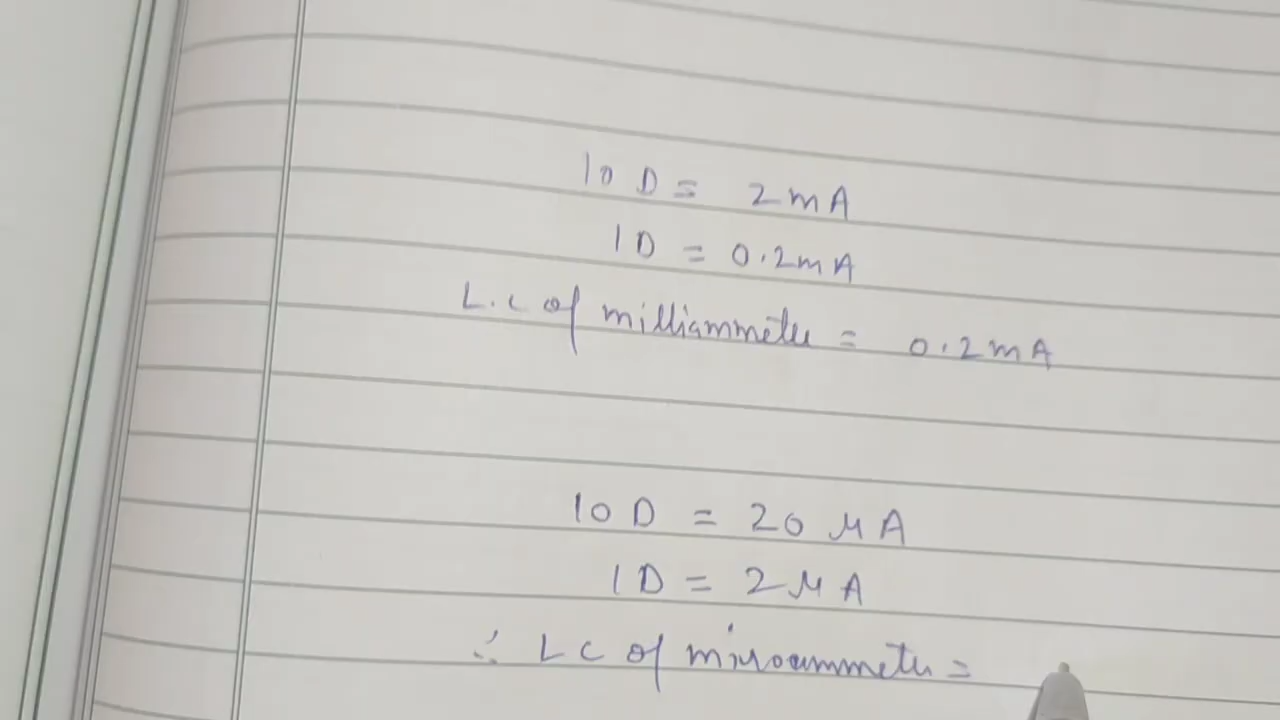 10 D = 2 mA
1 D = 0.2 mA
L.C of milliammeter = 0.2 mA
10 D = 20 μA
1 D = 2 μA
∴ LC of microammeter =